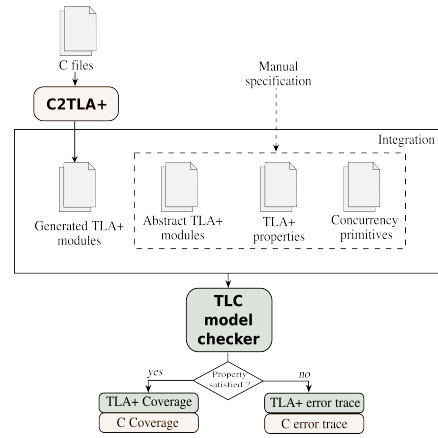 C files
C2TLA+
Manual
specification
Integration
Generated TLA+
modules
Abstract TLA+
modules
TLA+
properties
Concurrency
primitives
TLC
model
checker
Property
satisfied ?
yes
no
TLA+ Coverage
C Coverage
TLA+ error trace
C error trace